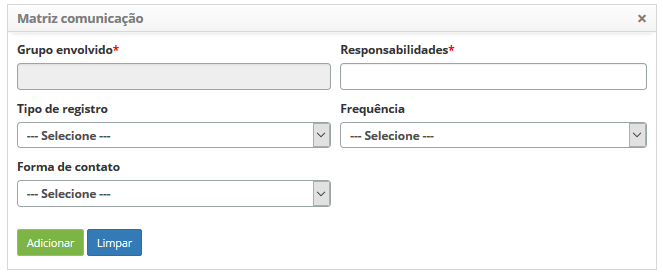 Matriz comunicação ×
Grupo envolvido* Responsabilidades*
Tipo de registro Frequência
--- Selecione --- --- Selecione ---
Forma de contato
--- Selecione ---
Adicionar Limpar